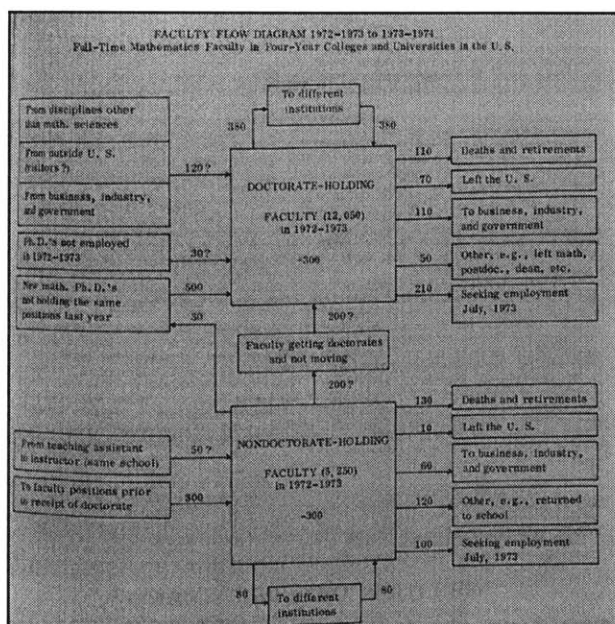 FACULTY FLOW DIAGRAM 1972-1973 to 1973-1974
Full-Time Mathematics Faculty in Four-Year Colleges and Universities in the U.S.
To different
institutions
380
380
From disciplines other
than math. sciences
From outside U.S.
(visitors?)
From business, industry,
and government
120?
Ph.D.'s not employed
in 1972-1973
30?
New math. Ph.D.'s
not holding the same
positions last year
500
30
DOCTORATE-HOLDING
FACULTY (12,050)
in 1972-1973
+300
110
Deaths and retirements
70
Left the U.S.
110
To business, industry,
and government
50
Other, e.g., left math,
postdoc., dean, etc.
210
Seeking employment
July, 1973
200?
Faculty getting doctorates
and not moving
200?
From teaching assistant
to instructor (same school)
50?
To faculty positions prior
to receipt of doctorate
300
NONDOCTORATE-HOLDING
FACULTY (5,250)
in 1972-1973
-300
130
Deaths and retirements
10
Left the U.S.
60
To business, industry,
and government
120
Other, e.g., returned
to school
100
Seeking employment
July, 1973
80
80
To different
institutions